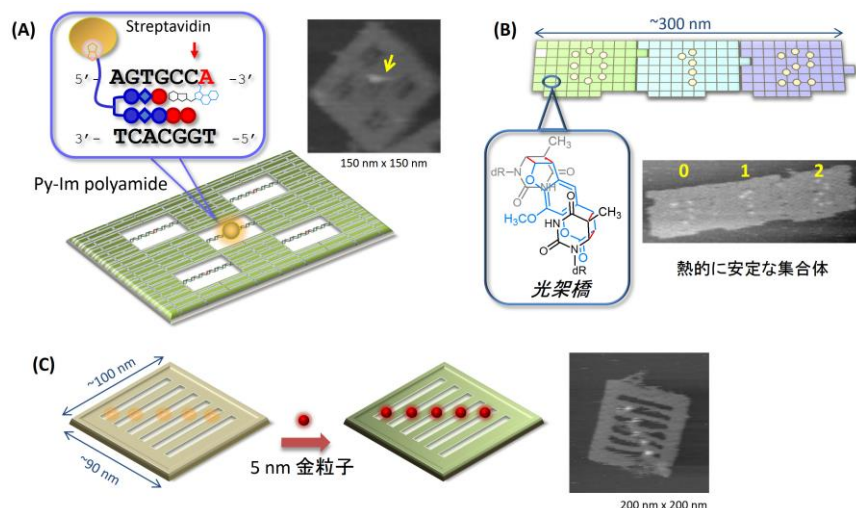 (A)
Streptavidin
5′- AGTGCCA -3′
3′- TCACGGT -5′
Py-Im polyamide
150 nm x 150 nm
(B)
~300 nm
CH₃
dR
N
NH
O
O
O
H₃CO
O
CH₃
HN
O
O
N
O
dR
光架橋
0 1 2
熱的に安定な集合体
(C)
~100 nm
~90 nm
5 nm 金粒子
200 nm x 200 nm